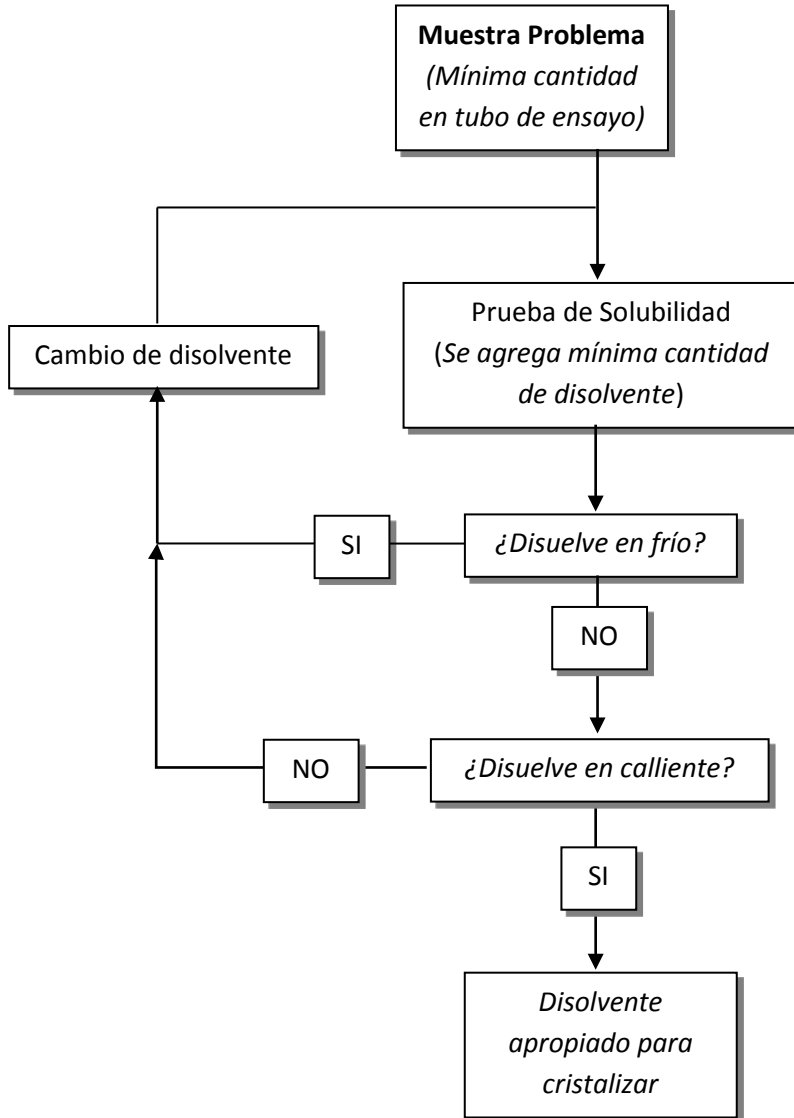 Muestra Problema
(Mínima cantidad
en tubo de ensayo)
Prueba de Solubilidad
(Se agrega mínima cantidad
de disolvente)
Cambio de disolvente
SI
¿Disuelve en frío?
NO
NO
¿Disuelve en calliente?
SI
Disolvente
apropiado para
cristalizar